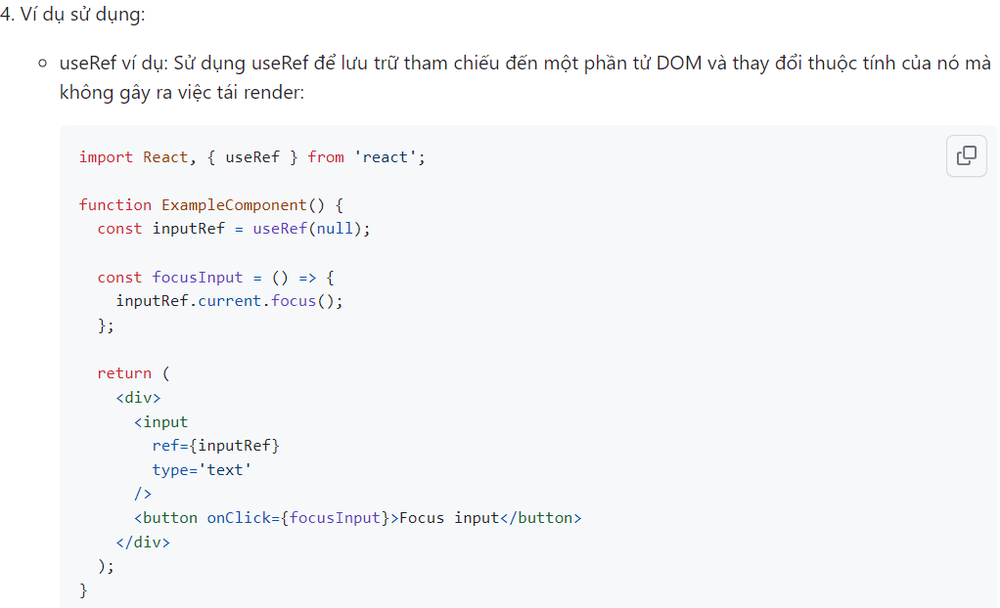 4. Ví dụ sử dụng:
useRef ví dụ: Sử dụng useRef để lưu trữ tham chiếu đến một phần tử DOM và thay đổi thuộc tính của nó mà
không gây ra việc tái render:
import React, { useRef } from 'react';
function ExampleComponent() {
  const inputRef = useRef(null);
  const focusInput = () => {
    inputRef.current.focus();
  };
  return (
    <div>
      <input
        ref={inputRef}
        type='text'
      />
      <button onClick={focusInput}>Focus input</button>
    </div>
  );
}